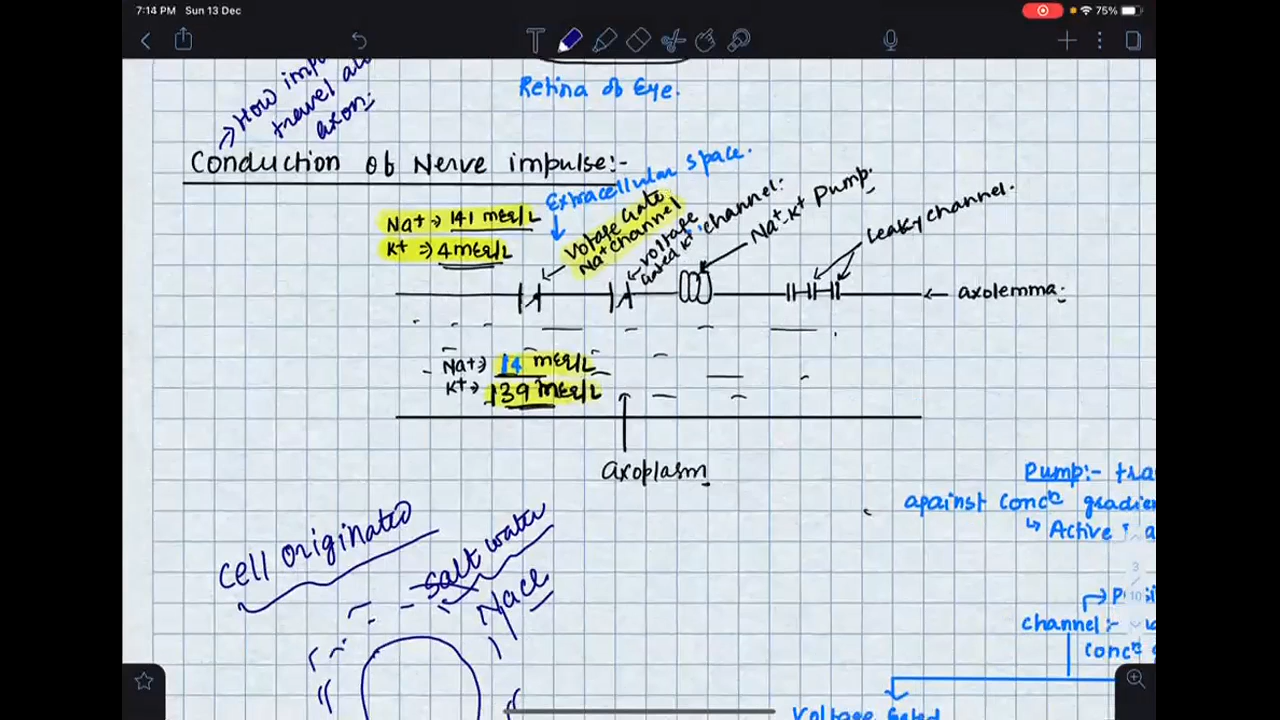 7:14 PM Sun 13 Dec
75%
Retina of Eye.
→ How imp
travel al
axon:
Conduction of Nerve impulse:-
Extracellular space.
Na+ → 141 mEq/L
K+ ⇒ 4 mEq/L
Voltage Gate
Na+ channel
Voltage
Gated K+ channel:
Na+-K+ Pump.
Leaky channel.
← axolemma:
Na+ → 14 mEq/L
K+ → 139 mEq/L
axoplasm
Pump:- tra
against concn gradie
↳ Active
cell originated
salt water
Nacl
channel:-
concn
Voltage Gated